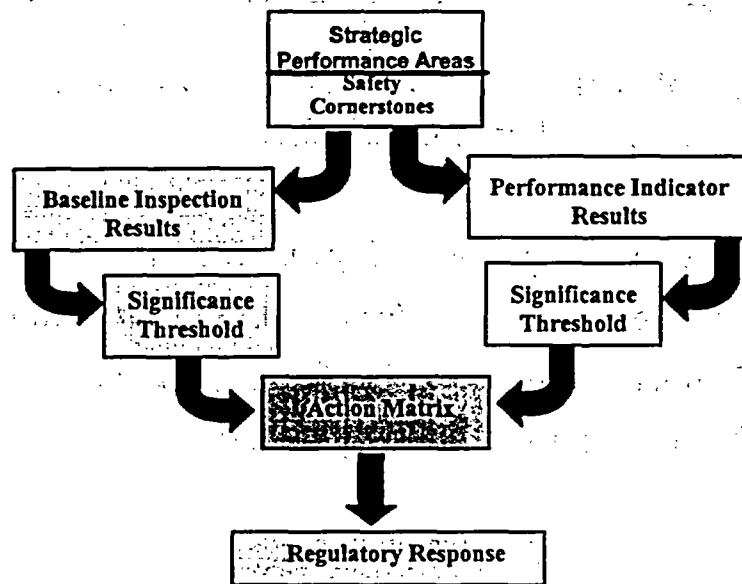 Strategic
Performance Areas
Safety
Cornerstones
Baseline Inspection
Results
Performance Indicator
Results
Significance
Threshold
Significance
Threshold
Action Matrix
Regulatory Response